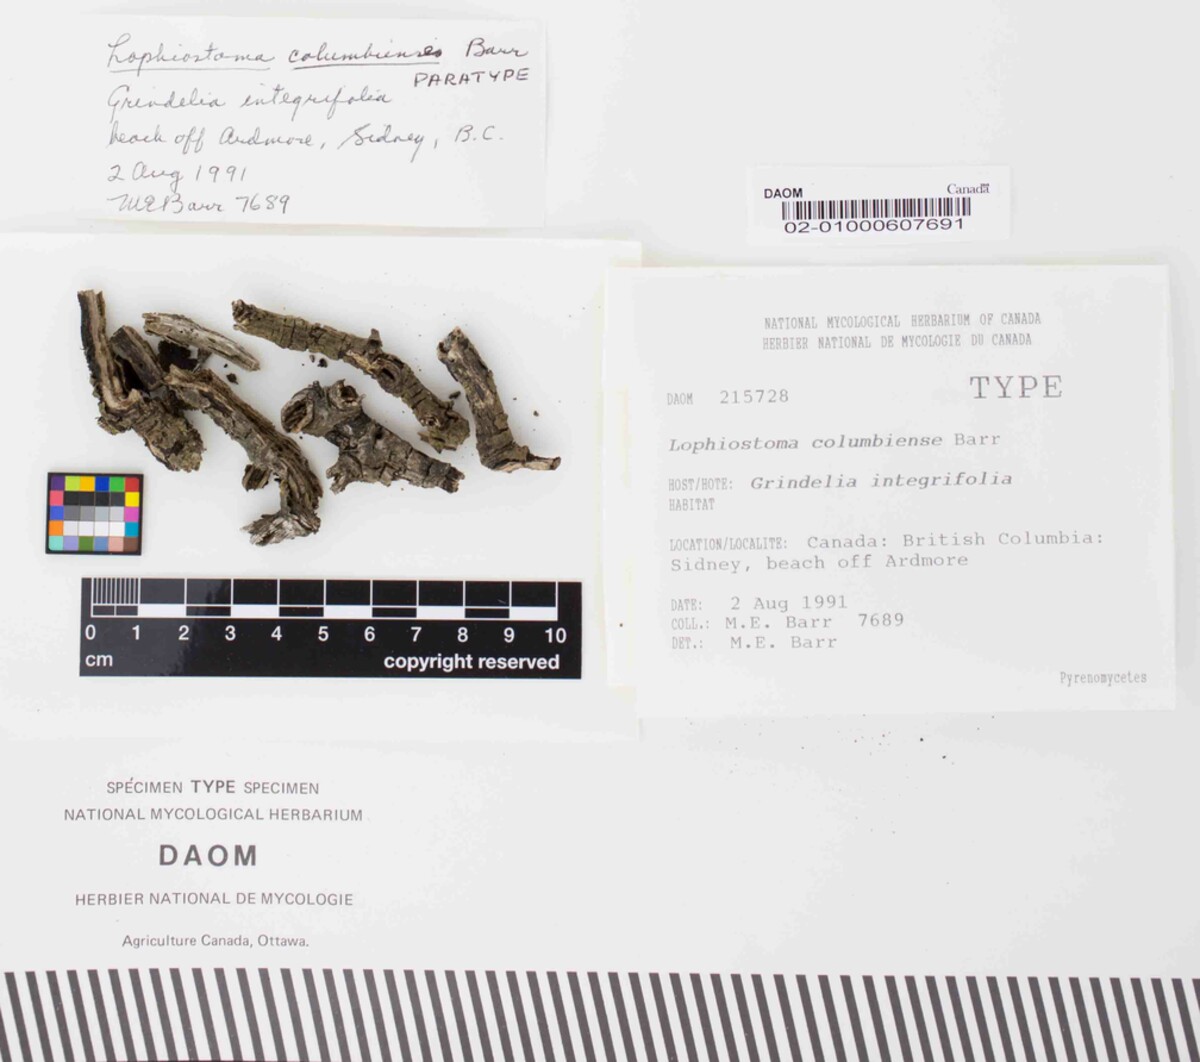 Lophiostoma columbiensis Barr
PARATYPE
Grindelia integrifolia
beach off Ardmore, Sidney, B.C.
2 Aug 1991
MEBarr 7689
DAOM Canada
02-01000607691
NATIONAL MYCOLOGICAL HERBARIUM OF CANADA
HERBIER NATIONAL DE MYCOLOGIE DU CANADA
TYPE
DAOM 215728
Lophiostoma columbiense Barr
HOST/HOTE: Grindelia integrifolia
HABITAT
LOCATION/LOCALITE: Canada: British Columbia:
Sidney, beach off Ardmore
DATE: 2 Aug 1991
COLL.: M.E. Barr 7689
DET.: M.E. Barr
Pyrenomycetes
0 1 2 3 4 5 6 7 8 9 10
cm copyright reserved
SPÉCIMEN TYPE SPECIMEN
NATIONAL MYCOLOGICAL HERBARIUM
DAOM
HERBIER NATIONAL DE MYCOLOGIE
Agriculture Canada, Ottawa.